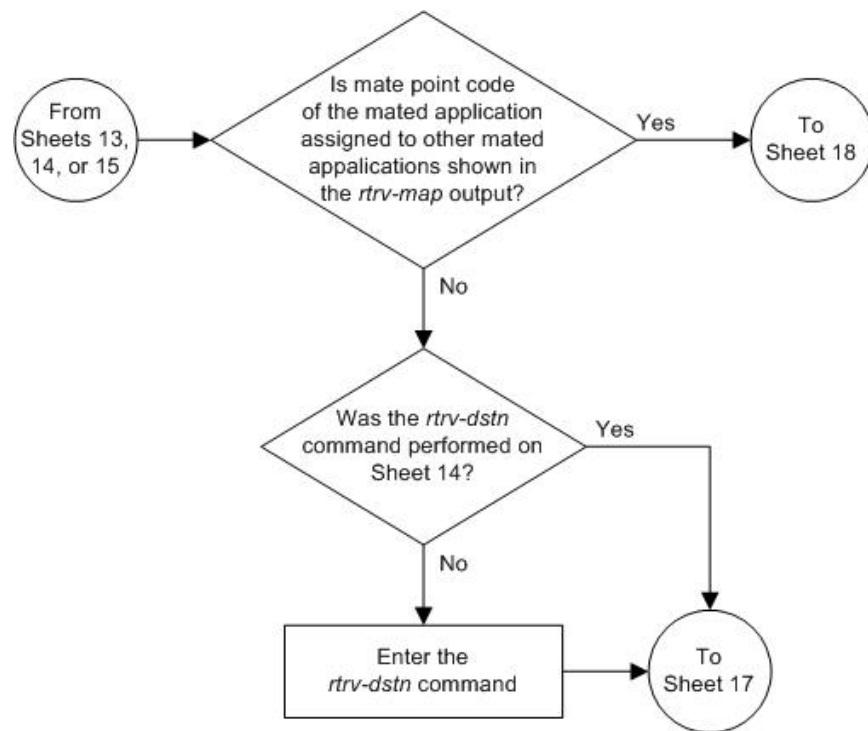 From
Sheets 13,
14, or 15
Is mate point code
of the mated application
assigned to other mated
appalications shown in
the rtrv-map output?
Yes
To
Sheet 18
No
Was the rtrv-dstn
command performed on
Sheet 14?
Yes
No
Enter the
rtrv-dstn command
To
Sheet 17